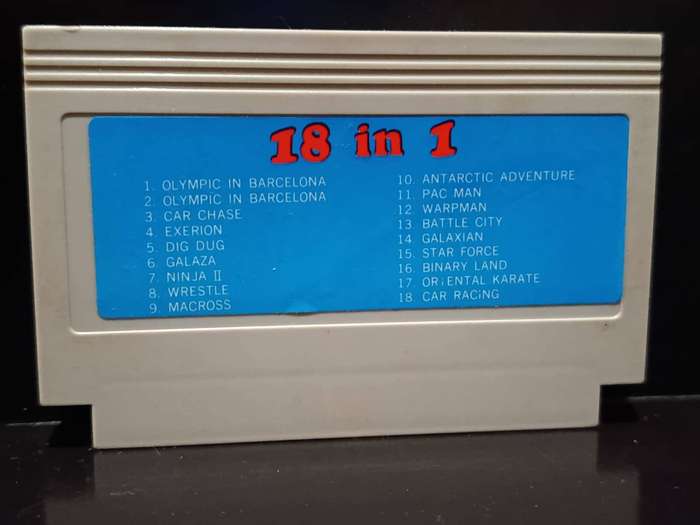 18 in 1
1. OLYMPIC IN BARCELONA
2. OLYMPIC IN BARCELONA
3. CAR CHASE
4. EXERION
5. DIG DUG
6. GALAZA
7. NINJA II
8. WRESTLE
9. MACROSS
10. ANTARCTIC ADVENTURE
11. PAC MAN
12. WARPMAN
13. BATTLE CITY
14. GALAXIAN
15. STAR FORCE
16. BINARY LAND
17. ORiENTAL KARATE
18. CAR RACiNG